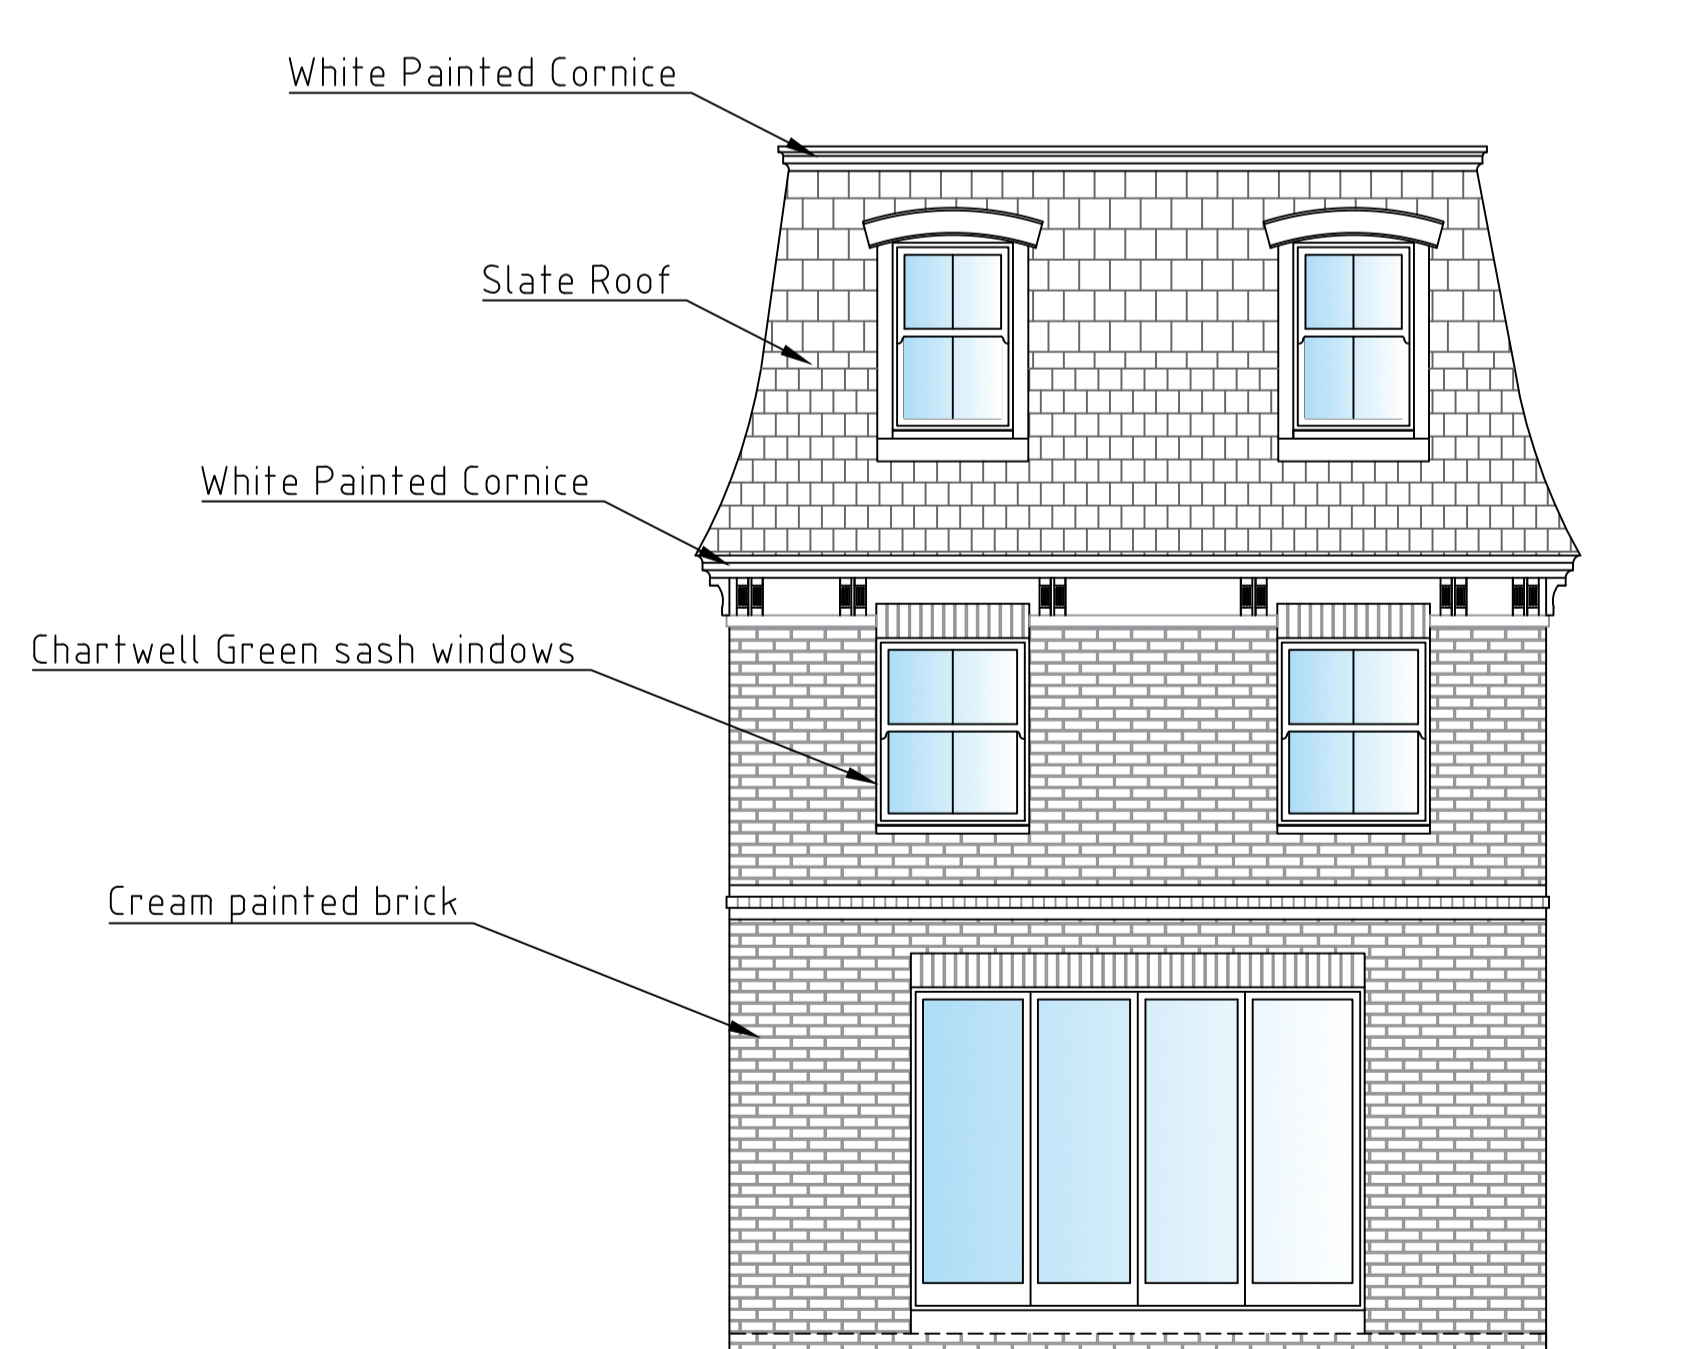 White Painted Cornice
Slate Roof
White Painted Cornice
Chartwell Green sash windows
Cream painted brick